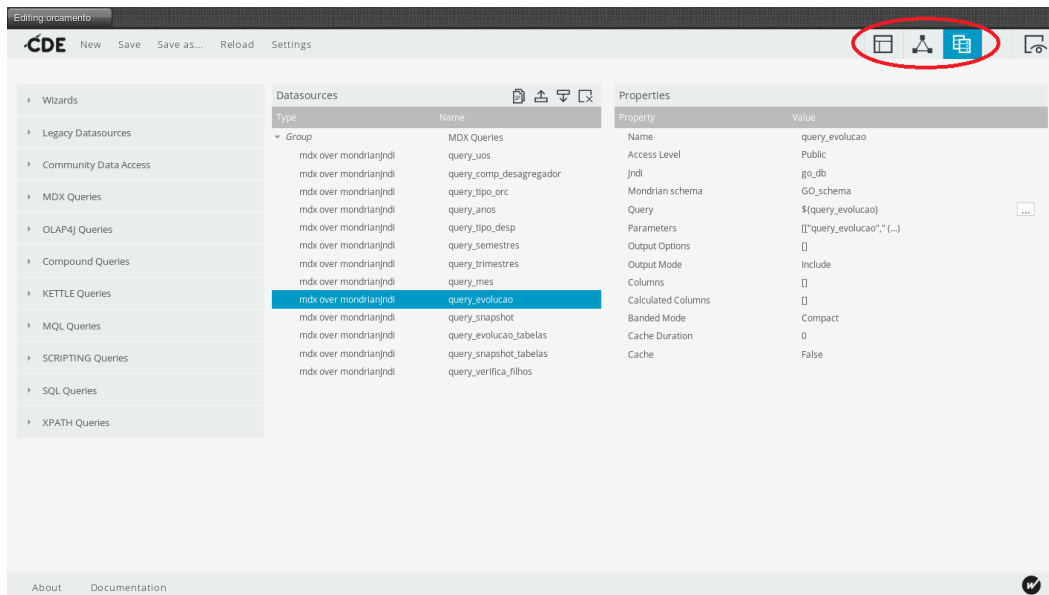 Editing:orcamento
CDE New Save Save as... Reload Settings
Wizards
Legacy Datasources
Community Data Access
MDX Queries
OLAP4J Queries
Compound Queries
KETTLE Queries
MQL Queries
SCRIPTING Queries
SQL Queries
XPATH Queries
Datasources
Type Name
Group MDX Queries
mdx over mondrianJndi query_uos
mdx over mondrianJndi query_comp_desagregador
mdx over mondrianJndi query_tipo_orc
mdx over mondrianJndi query_anos
mdx over mondrianJndi query_tipo_desp
mdx over mondrianJndi query_semestres
mdx over mondrianJndi query_trimestres
mdx over mondrianJndi query_mes
mdx over mondrianJndi query_evolucao
mdx over mondrianJndi query_snapshot
mdx over mondrianJndi query_evolucao_tabelas
mdx over mondrianJndi query_snapshot_tabelas
mdx over mondrianJndi query_verifica_filhos
Properties
Property Value
Name query_evolucao
Access Level Public
Jndi go_db
Mondrian schema GO_schema
Query ${query_evolucao} ...
Parameters [["query_evolucao"," (...)
Output Options []
Output Mode Include
Columns []
Calculated Columns []
Banded Mode Compact
Cache Duration 0
Cache False
About Documentation